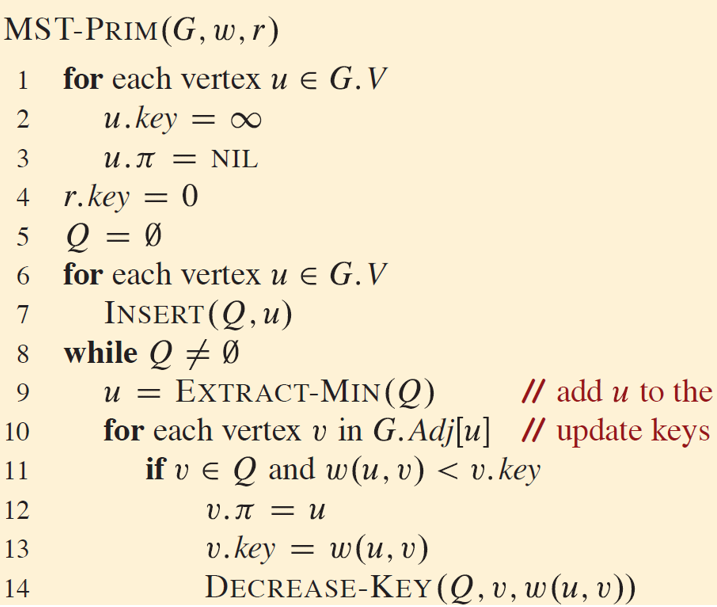 MST-PRIM(G, w, r)
1 for each vertex u ∈ G.V
2 u.key = ∞
3 u.π = NIL
4 r.key = 0
5 Q = ∅
6 for each vertex u ∈ G.V
7 INSERT(Q, u)
8 while Q ≠ ∅
9 u = EXTRACT-MIN(Q) // add u to the
10 for each vertex v in G.Adj[u] // update keys
11 if v ∈ Q and w(u, v) < v.key
12 v.π = u
13 v.key = w(u, v)
14 DECREASE-KEY(Q, v, w(u, v))